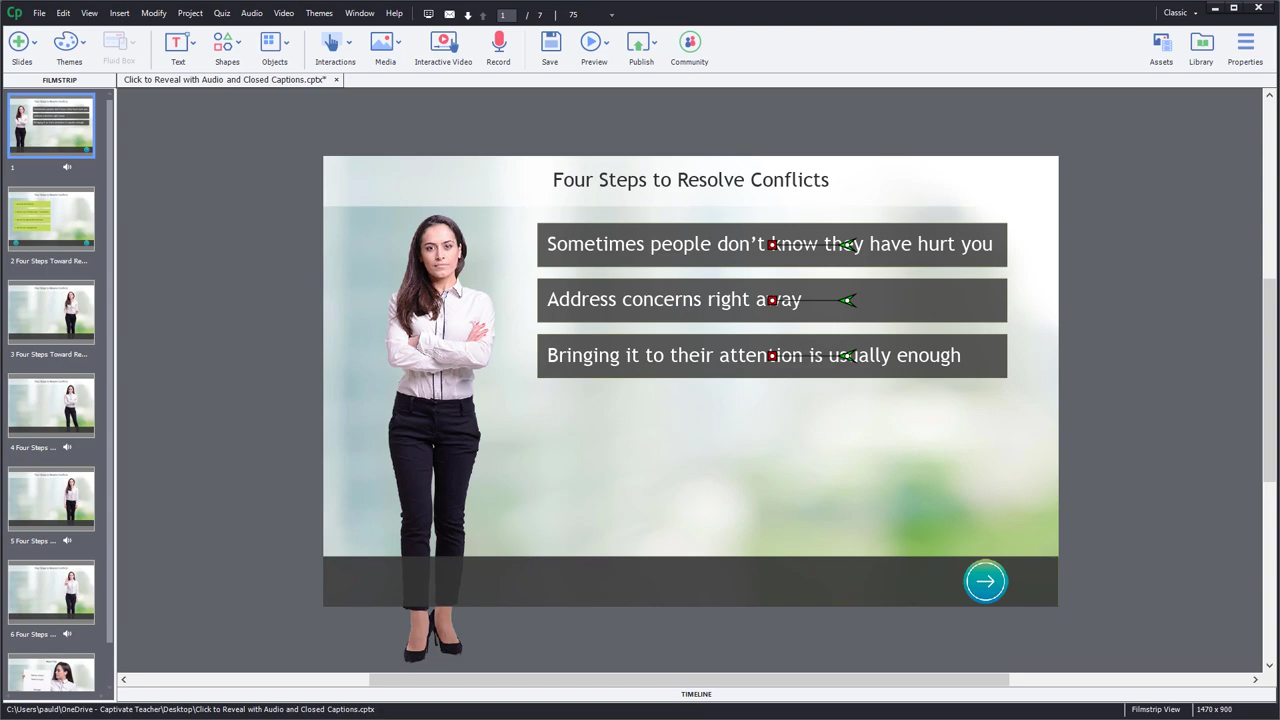 Cp File Edit View Insert Modify Project Quiz Audio Video Themes Window Help 1 / 7 75 Classic
Slides Themes Fluid Box Text Shapes Objects Interactions Media Interactive Video Record Save Preview Publish Community Assets Library Properties
FILMSTRIP
Click to Reveal with Audio and Closed Captions.cptx*
1
2 Four Steps Toward Re...
3 Four Steps Toward Re...
4 Four Steps ...
5 Four Steps ...
6 Four Steps ...
Four Steps to Resolve Conflicts
Sometimes people don’t know they have hurt you
Address concerns right away
Bringing it to their attention is usually enough
TIMELINE
C:\Users\pauld\OneDrive - Captivate Teacher\Desktop\Click to Reveal with Audio and Closed Captions.cptx
Filmstrip View 1470 x 900